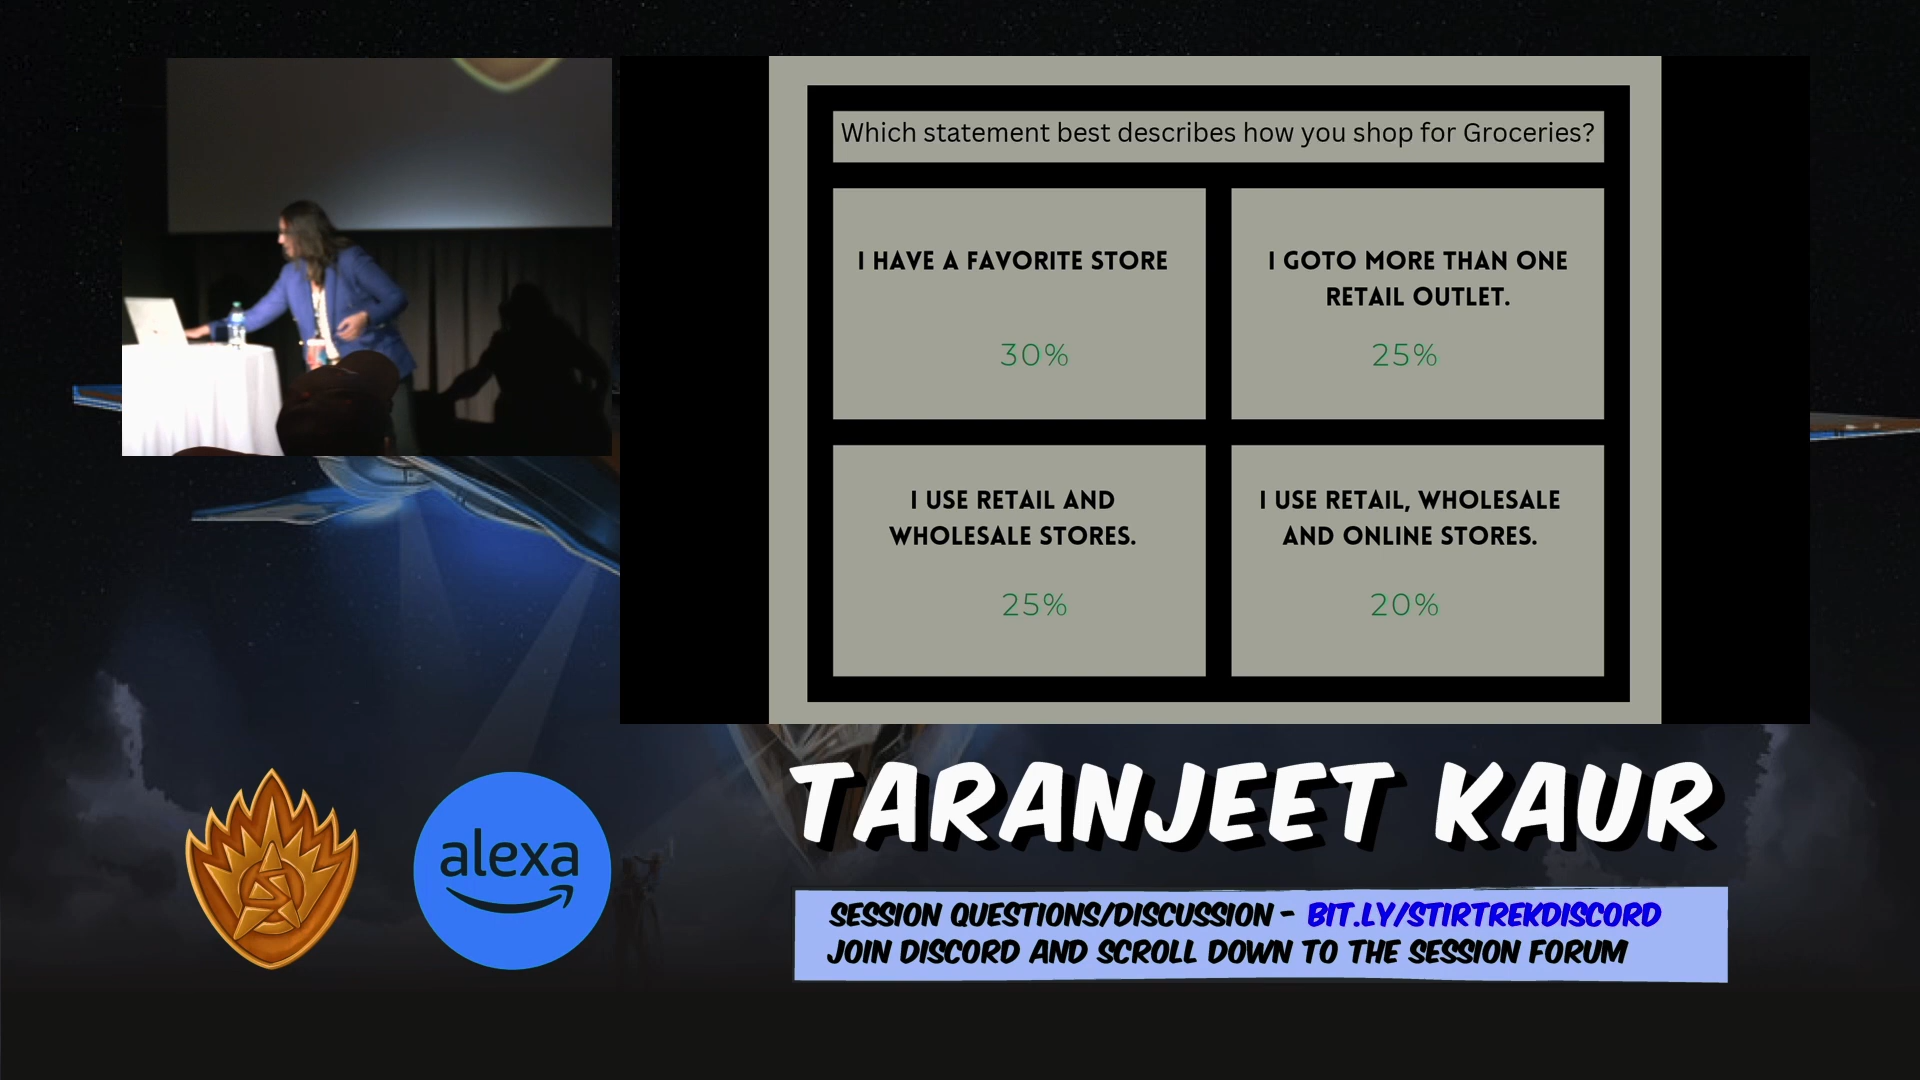 Which statement best describes how you shop for Groceries?
I HAVE A FAVORITE STORE
30%
I GOTO MORE THAN ONE
RETAIL OUTLET.
25%
I USE RETAIL AND
WHOLESALE STORES.
25%
I USE RETAIL, WHOLESALE
AND ONLINE STORES.
20%
alexa
TARANJEET KAUR
SESSION QUESTIONS/DISCUSSION - BIT.LY/STIRTREKDISCORD
JOIN DISCORD AND SCROLL DOWN TO THE SESSION FORUM